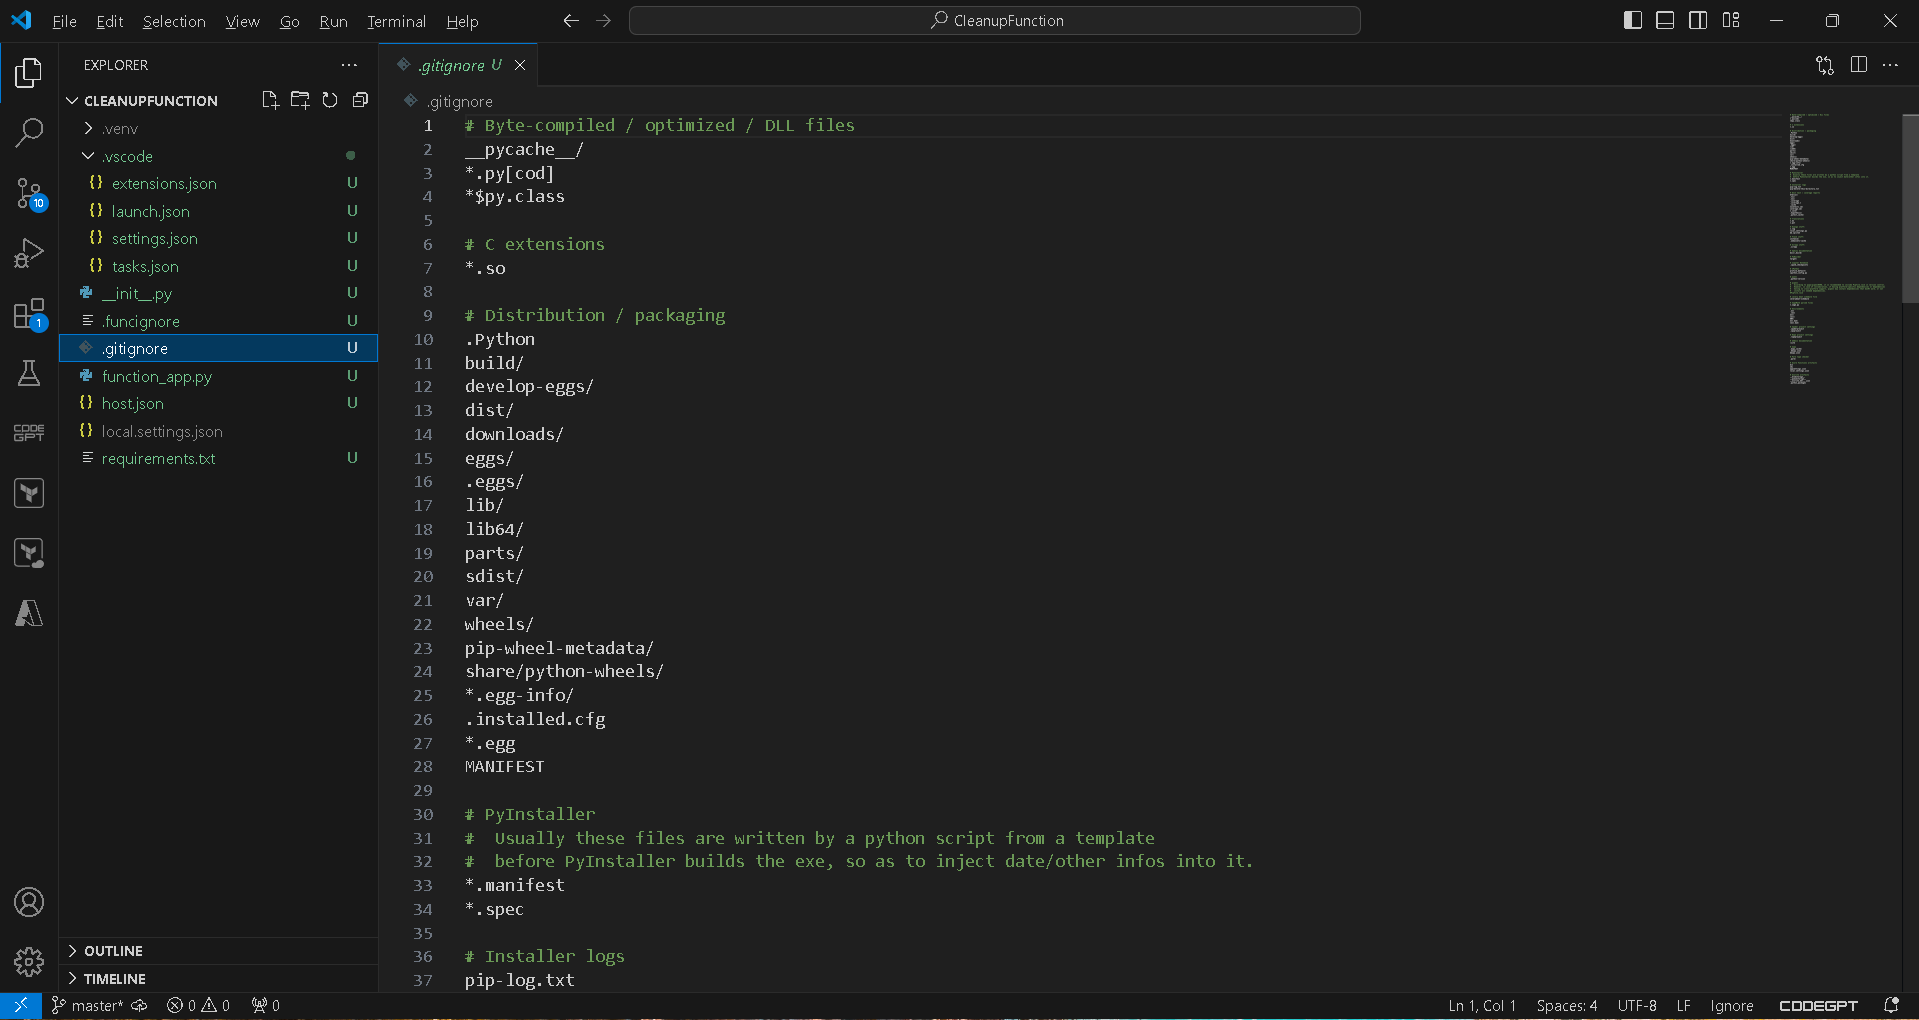 File Edit Selection View Go Run Terminal Help
CleanupFunction
EXPLORER
CLEANUPFUNCTION
.venv
.vscode
extensions.json U
launch.json U
settings.json U
tasks.json U
__init__.py U
.funcignore U
.gitignore U
function_app.py U
host.json U
local.settings.json
requirements.txt U
OUTLINE
TIMELINE
10
1
CODE
GPT
.gitignore U
.gitignore
1 # Byte-compiled / optimized / DLL files
2 __pycache__/
3 *.py[cod]
4 *$py.class
5
6 # C extensions
7 *.so
8
9 # Distribution / packaging
10 .Python
11 build/
12 develop-eggs/
13 dist/
14 downloads/
15 eggs/
16 .eggs/
17 lib/
18 lib64/
19 parts/
20 sdist/
21 var/
22 wheels/
23 pip-wheel-metadata/
24 share/python-wheels/
25 *.egg-info/
26 .installed.cfg
27 *.egg
28 MANIFEST
29
30 # PyInstaller
31 #  Usually these files are written by a python script from a template
32 #  before PyInstaller builds the exe, so as to inject date/other infos into it.
33 *.manifest
34 *.spec
35
36 # Installer logs
37 pip-log.txt
master* 0 0 0
Ln 1, Col 1 Spaces: 4 UTF-8 LF Ignore CODEGPT